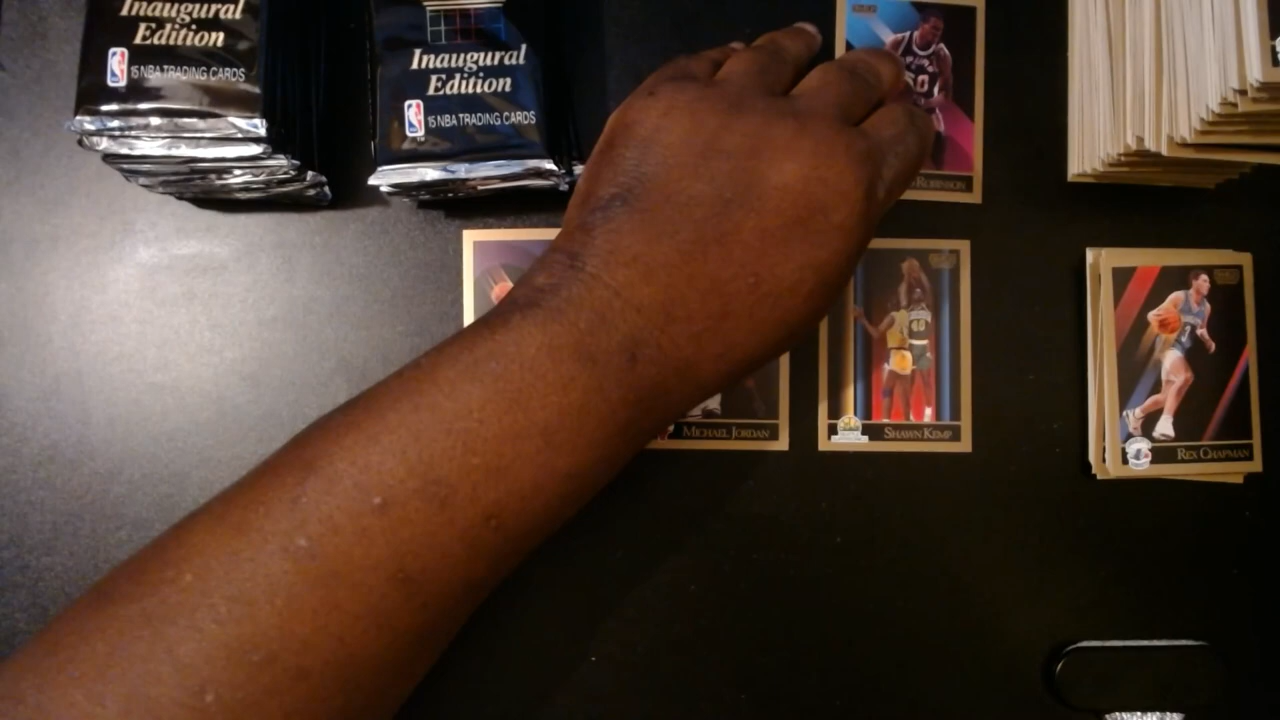 Inaugural
Edition
15 NBA TRADING CARDS
Inaugural
Edition
15 NBA TRADING CARDS
50
ROBINSON
MICHAEL JORDAN
SHAWN KEMP
REX CHAPMAN